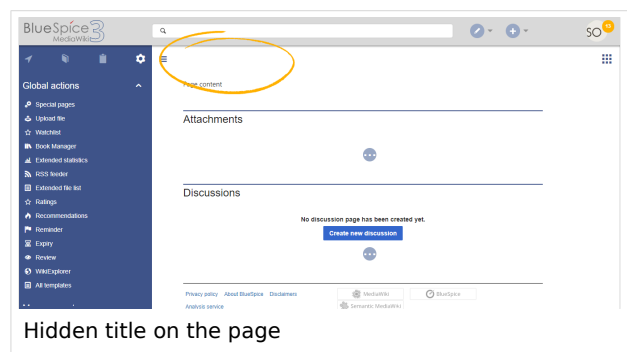 BlueSpice 3
MediaWiki
SO
Global actions
Page content
Special pages
Upload file
Watchlist
Book Manager
Extended statistics
RSS feeder
Extended file list
Ratings
Recommendations
Reminder
Expiry
Review
WikiExplorer
All templates
Attachments
Discussions
No discussion page has been created yet.
Create new discussion
Privacy policy About BlueSpice Disclaimers
Analysis service
MediaWiki
BlueSpice
Semantic MediaWiki
Hidden title on the page